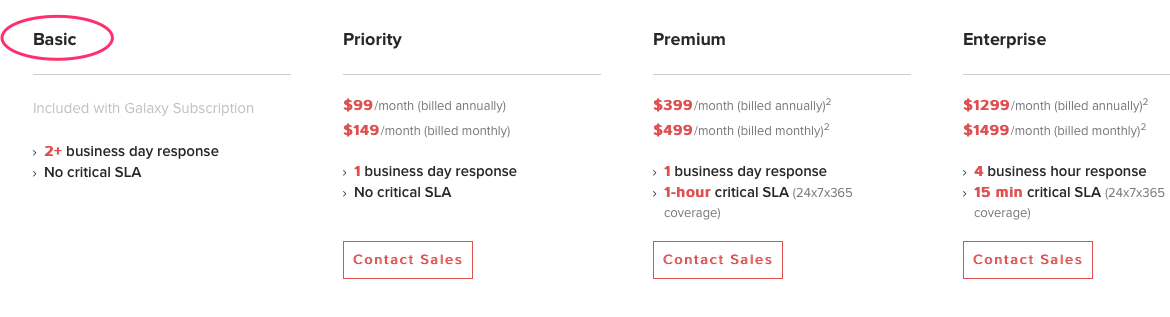 Basic
Included with Galaxy Subscription
› 2+ business day response
› No critical SLA
Priority
$99/month (billed annually)
$149/month (billed monthly)
› 1 business day response
› No critical SLA
Contact Sales
Premium
$399/month (billed annually)2
$499/month (billed monthly)2
› 1 business day response
› 1-hour critical SLA (24x7x365
coverage)
Contact Sales
Enterprise
$1299/month (billed annually)2
$1499/month (billed monthly)2
› 4 business hour response
› 15 min critical SLA (24x7x365
coverage)
Contact Sales